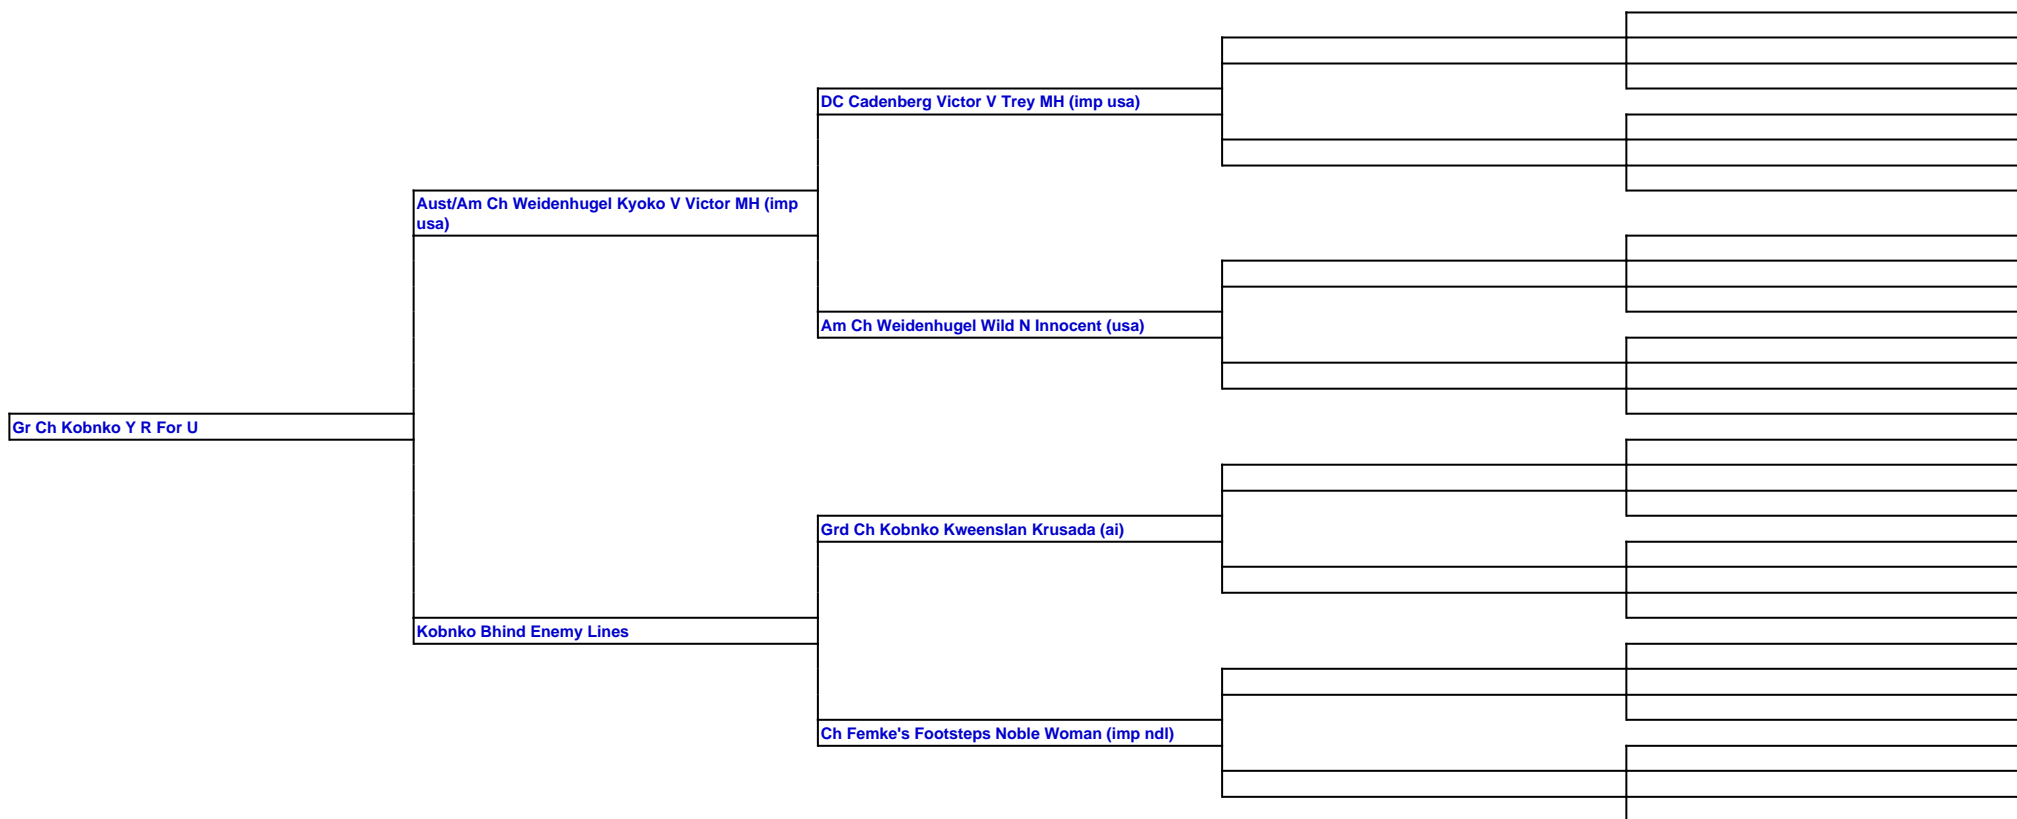 DC Cadenberg Victor V Trey MH (imp usa)
Aust/Am Ch Weidenhugel Kyoko V Victor MH (imp
usa)
Am Ch Weidenhugel Wild N Innocent (usa)
Gr Ch Kobnko Y R For U
Grd Ch Kobnko Kweenslan Krusada (ai)
Kobnko Bhind Enemy Lines
Ch Femke's Footsteps Noble Woman (imp ndl)